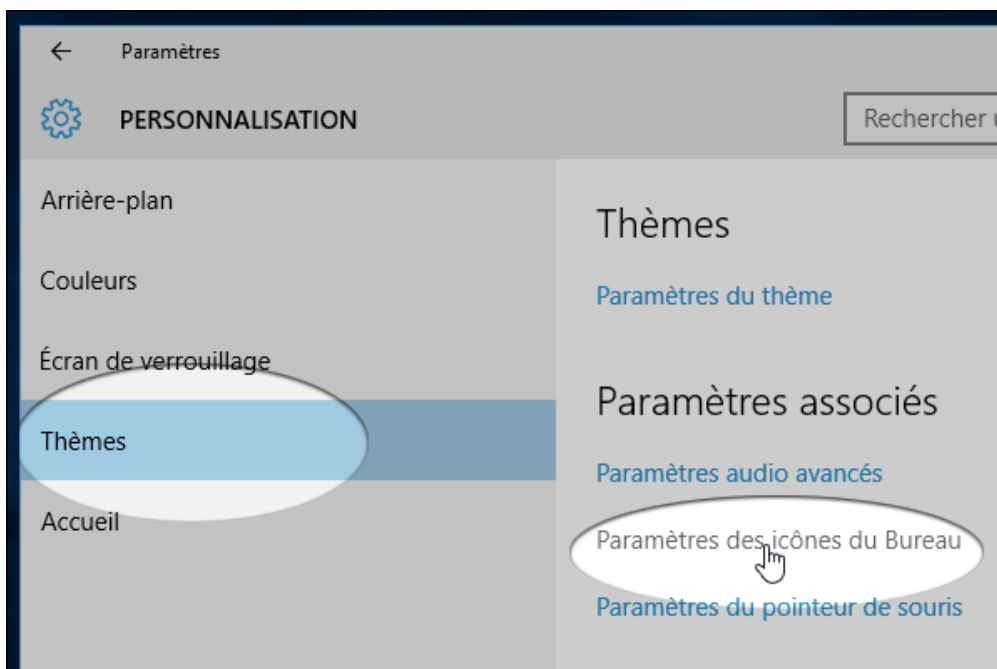 Paramètres
PERSONNALISATION
Rechercher
Arrière-plan
Couleurs
Écran de verrouillage
Thèmes
Accueil
Thèmes
Paramètres du thème
Paramètres associés
Paramètres audio avancés
Paramètres des icônes du Bureau
Paramètres du pointeur de souris